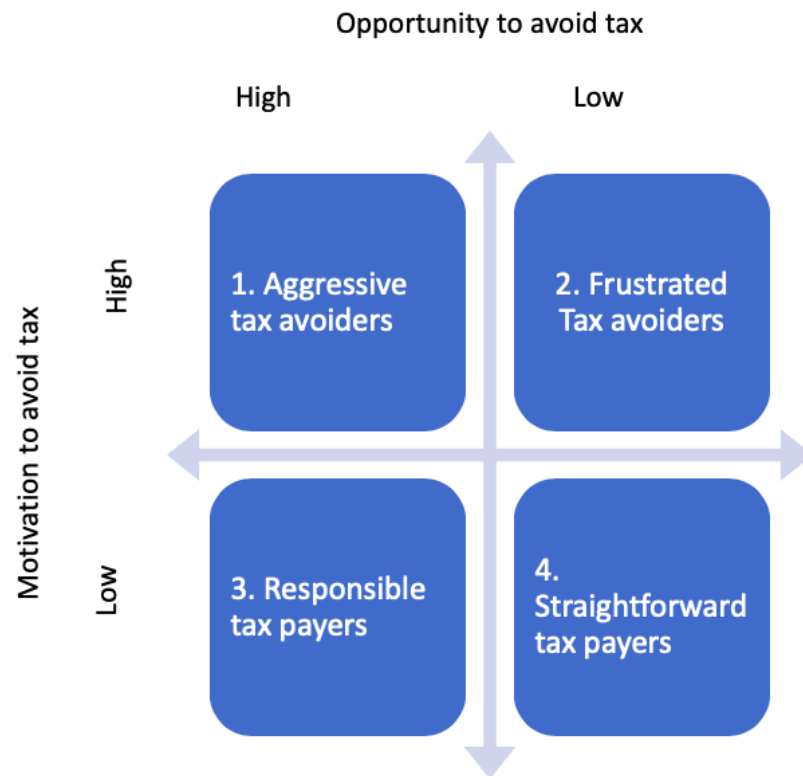 Opportunity to avoid tax
High
Low
Motivation to avoid tax
High
1. Aggressive
tax avoiders
2. Frustrated
Tax avoiders
Low
3. Responsible
tax payers
4.
Straightforward
tax payers